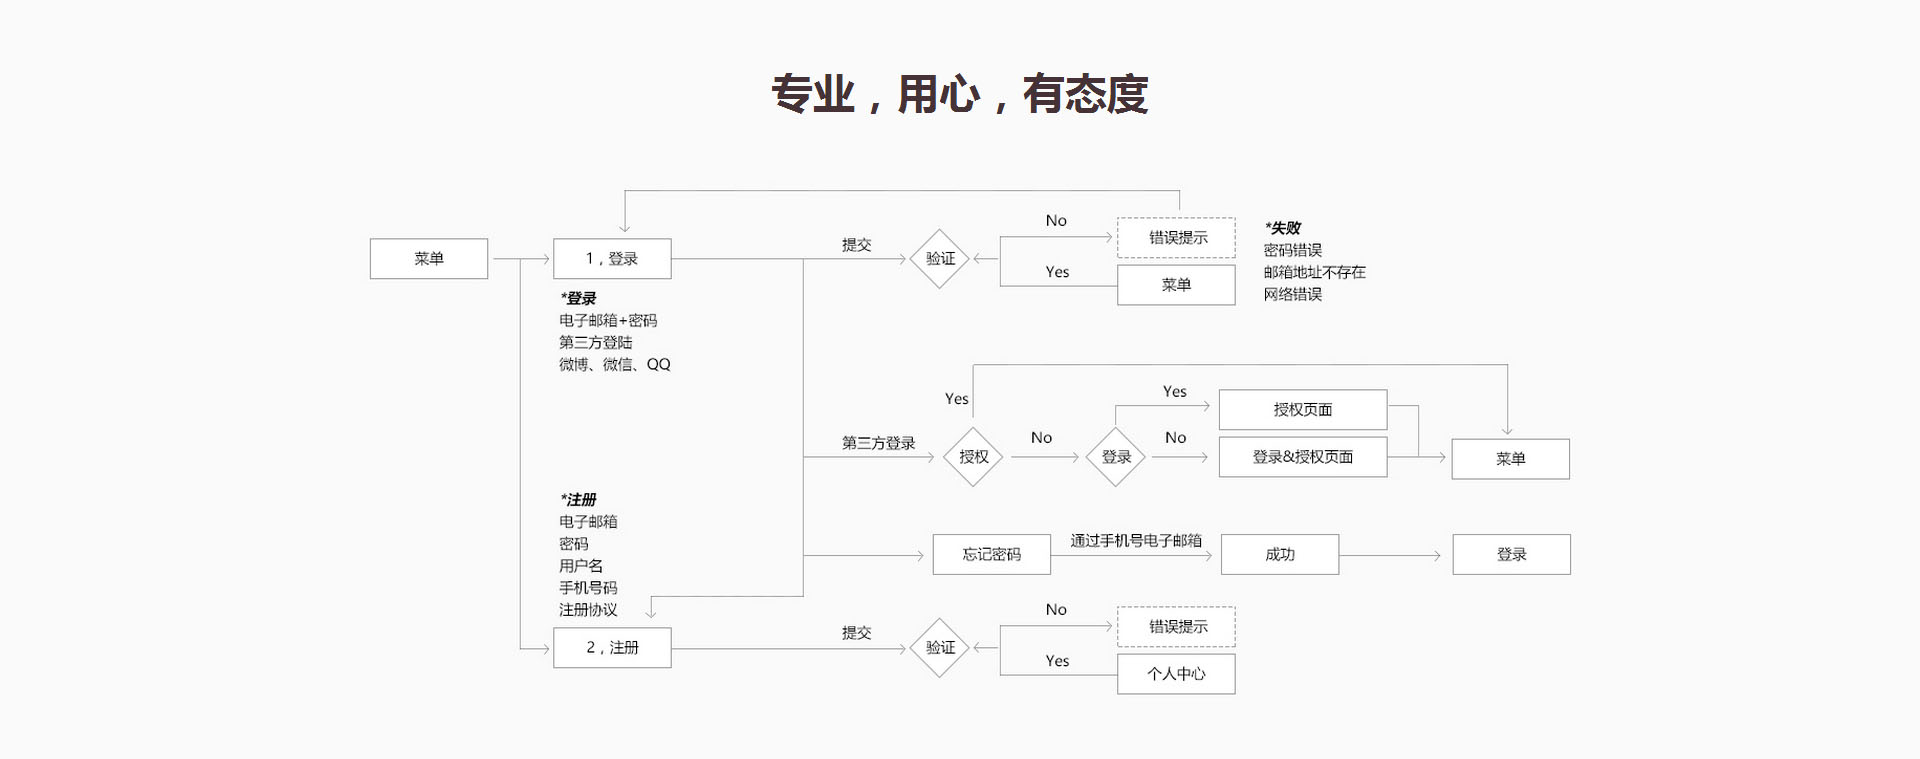 专业，用心，有态度
菜单
1，登录
提交
验证
No
错误提示
Yes
菜单
*失败
密码错误
邮箱地址不存在
网络错误
*登录
电子邮箱+密码
第三方登陆
微博、微信、QQ
第三方登录
Yes
授权
No
登录
Yes
授权页面
No
登录&授权页面
菜单
忘记密码
通过手机号电子邮箱
成功
登录
*注册
电子邮箱
密码
用户名
手机号码
注册协议
2，注册
提交
验证
No
错误提示
Yes
个人中心